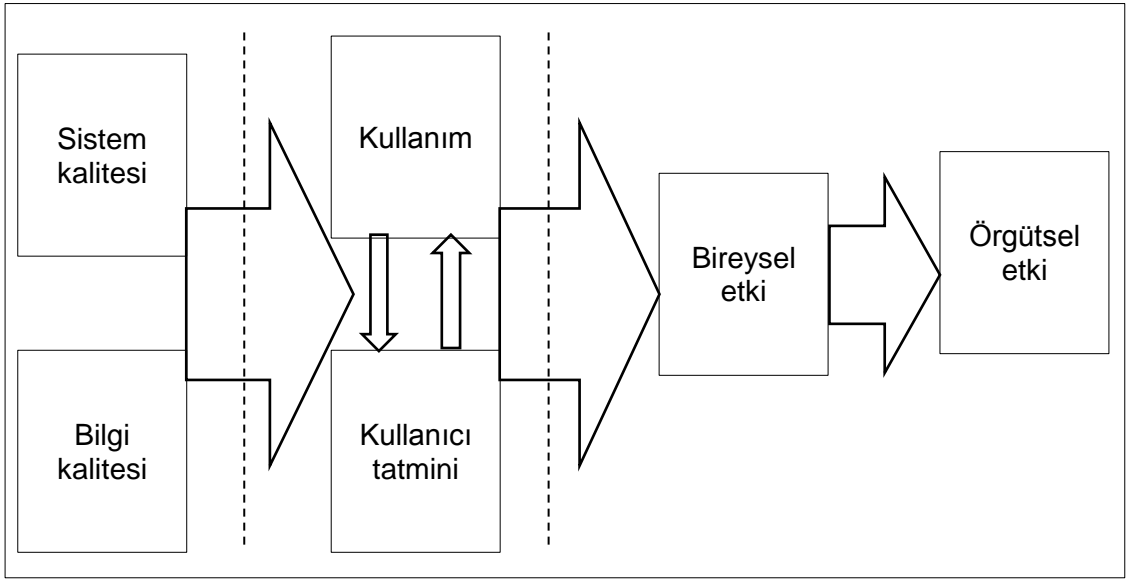 Sistem
kalitesi
Bilgi
kalitesi
Kullanım
Kullanıcı
tatmini
Bireysel
etki
Örgütsel
etki